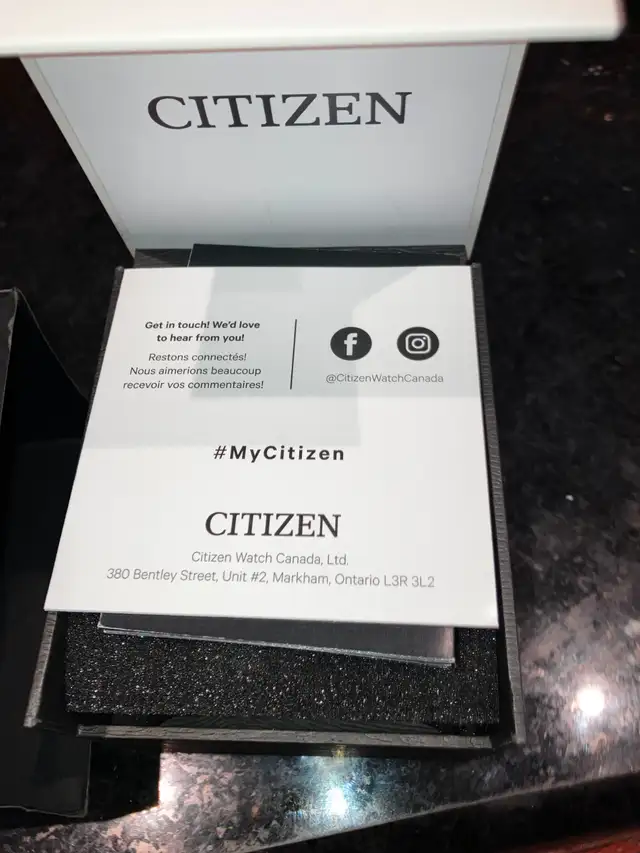 CITIZEN
Get in touch! We'd love
to hear from you!
Restons connectés!
Nous aimerions beaucoup
recevoir vos commentaires!
@CitizenWatchCanada
#MyCitizen
CITIZEN
Citizen Watch Canada, Ltd.
380 Bentley Street, Unit #2, Markham, Ontario L3R 3L2